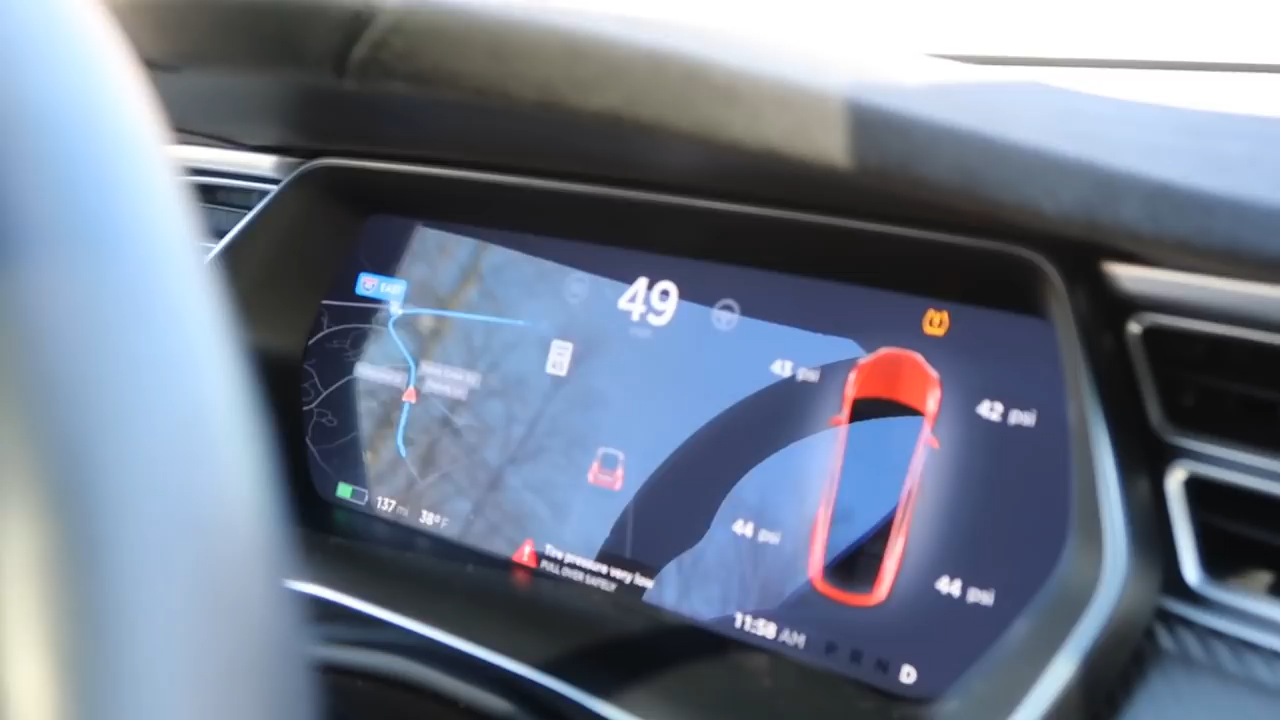 EAST
49
43 psi
42 psi
44 psi
44 psi
137 mi 38°F
Tire pressure very low
PULL OVER SAFELY
11:58 AM
P R N D